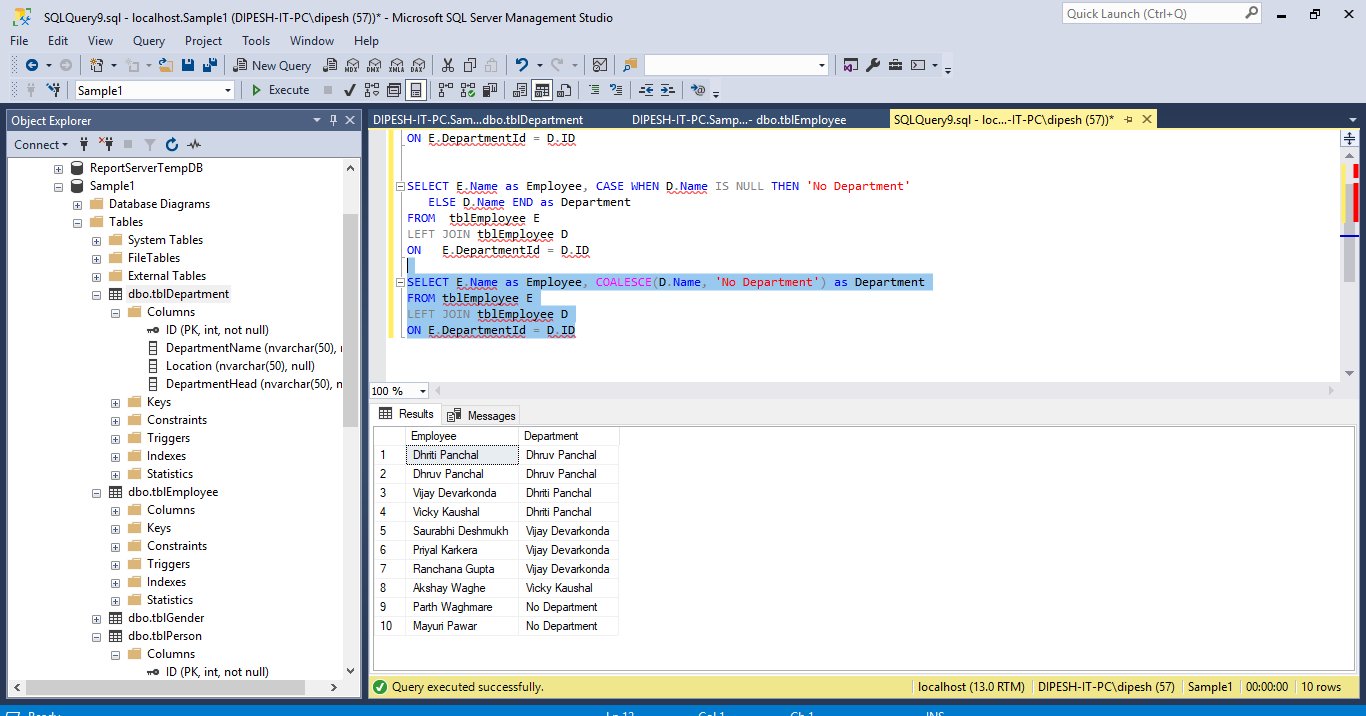 SQLQuery9.sql - localhost.Sample1 (DIPESH-IT-PC\dipesh (57))* - Microsoft SQL Server Management Studio
Quick Launch (Ctrl+Q)
File Edit View Query Project Tools Window Help
New Query
MDX DMX XMLA DAX
Sample1
Execute
Object Explorer
Connect
ReportServerTempDB
Sample1
Database Diagrams
Tables
System Tables
FileTables
External Tables
dbo.tblDepartment
Columns
ID (PK, int, not null)
DepartmentName (nvarchar(50),
Location (nvarchar(50), null)
DepartmentHead (nvarchar(50), n
Keys
Constraints
Triggers
Indexes
Statistics
dbo.tblEmployee
Columns
Keys
Constraints
Triggers
Indexes
Statistics
dbo.tblGender
dbo.tblPerson
Columns
ID (PK, int, not null)
DIPESH-IT-PC.Sam...dbo.tblDepartment
DIPESH-IT-PC.Samp...- dbo.tblEmployee
SQLQuery9.sql - loc...-IT-PC\dipesh (57))*
ON E.DepartmentId = D.ID
SELECT E.Name as Employee, CASE WHEN D.Name IS NULL THEN 'No Department'
ELSE D.Name END as Department
FROM tblEmployee E
LEFT JOIN tblEmployee D
ON E.DepartmentId = D.ID
SELECT E.Name as Employee, COALESCE(D.Name, 'No Department') as Department
FROM tblEmployee E
LEFT JOIN tblEmployee D
ON E.DepartmentId = D.ID
100 %
Results Messages
Employee Department
1 Dhriti Panchal Dhruv Panchal
2 Dhruv Panchal Dhruv Panchal
3 Vijay Devarkonda Dhriti Panchal
4 Vicky Kaushal Dhriti Panchal
5 Saurabhi Deshmukh Vijay Devarkonda
6 Priyal Karkera Vijay Devarkonda
7 Ranchana Gupta Vijay Devarkonda
8 Akshay Waghe Vicky Kaushal
9 Parth Waghmare No Department
10 Mayuri Pawar No Department
Query executed successfully.
localhost (13.0 RTM) DIPESH-IT-PC\dipesh (57) Sample1 00:00:00 10 rows
Ready Ln 13 Col 1 Ch 1 INS